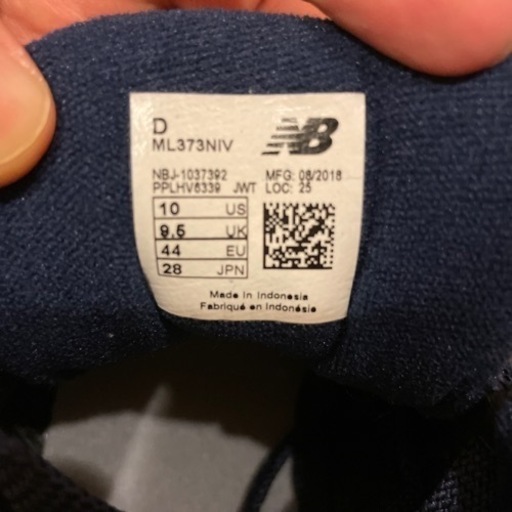 D
ML373NIV
NB
NBJ-1037392 MFG: 08/2018
PPLHV6339 JWT LOC: 25
10 US
9.5 UK
44 EU
28 JPN
Made in Indonesia
Fabriqué en Indonésie